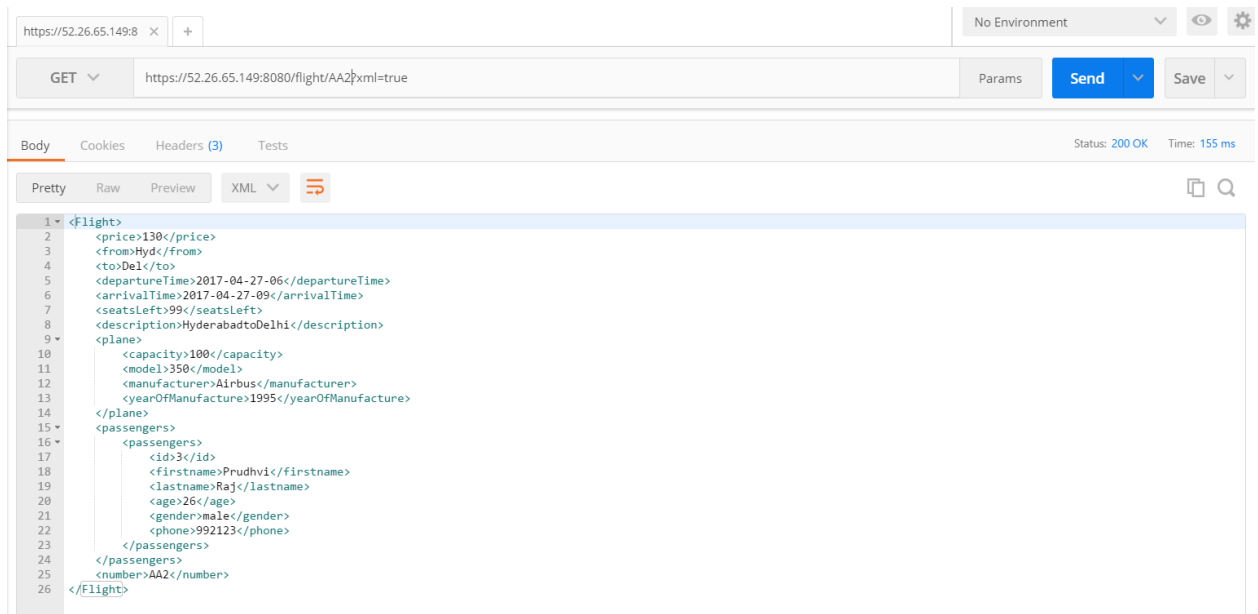 https://52.26.65.149:8 × +
No Environment
GET https://52.26.65.149:8080/flight/AA2?xml=true Params Send Save
Body Cookies Headers (3) Tests Status: 200 OK Time: 155 ms
Pretty Raw Preview XML
1 <Flight>
2 <price>130</price>
3 <from>Hyd</from>
4 <to>Del</to>
5 <departureTime>2017-04-27-06</departureTime>
6 <arrivalTime>2017-04-27-09</arrivalTime>
7 <seatsLeft>99</seatsLeft>
8 <description>HyderabadtoDelhi</description>
9 <plane>
10 <capacity>100</capacity>
11 <model>350</model>
12 <manufacturer>Airbus</manufacturer>
13 <yearOfManufacture>1995</yearOfManufacture>
14 </plane>
15 <passengers>
16 <passengers>
17 <id>3</id>
18 <firstname>Prudhvi</firstname>
19 <lastname>Raj</lastname>
20 <age>26</age>
21 <gender>male</gender>
22 <phone>992123</phone>
23 </passengers>
24 </passengers>
25 <number>AA2</number>
26 </Flight>